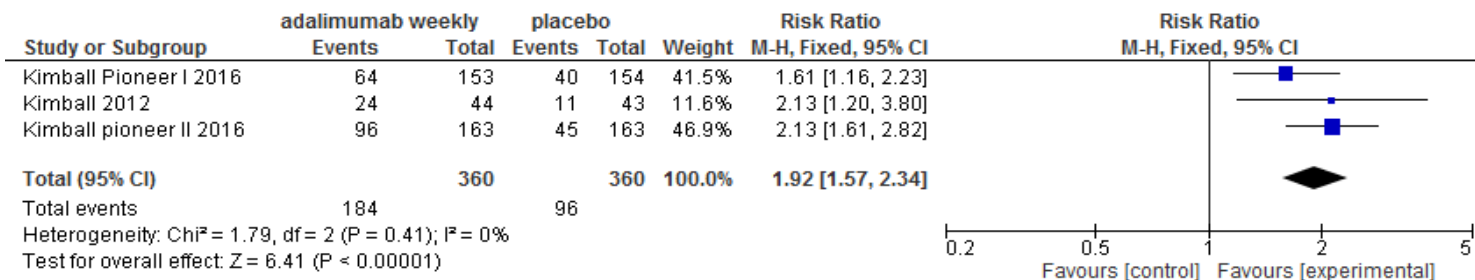 adalimumab weekly placebo Risk Ratio Risk Ratio
Study or Subgroup Events Total Events Total Weight M-H, Fixed, 95% CI M-H, Fixed, 95% CI
Kimball Pioneer I 2016 64 153 40 154 41.5% 1.61 [1.16, 2.23]
Kimball 2012 24 44 11 43 11.6% 2.13 [1.20, 3.80]
Kimball pioneer II 2016 96 163 45 163 46.9% 2.13 [1.61, 2.82]
Total (95% CI) 360 360 100.0% 1.92 [1.57, 2.34]
Total events 184 96
Heterogeneity: Chi² = 1.79, df = 2 (P = 0.41); I² = 0%
Test for overall effect: Z = 6.41 (P < 0.00001)
0.2 0.5 1 2 5
Favours [control] Favours [experimental]